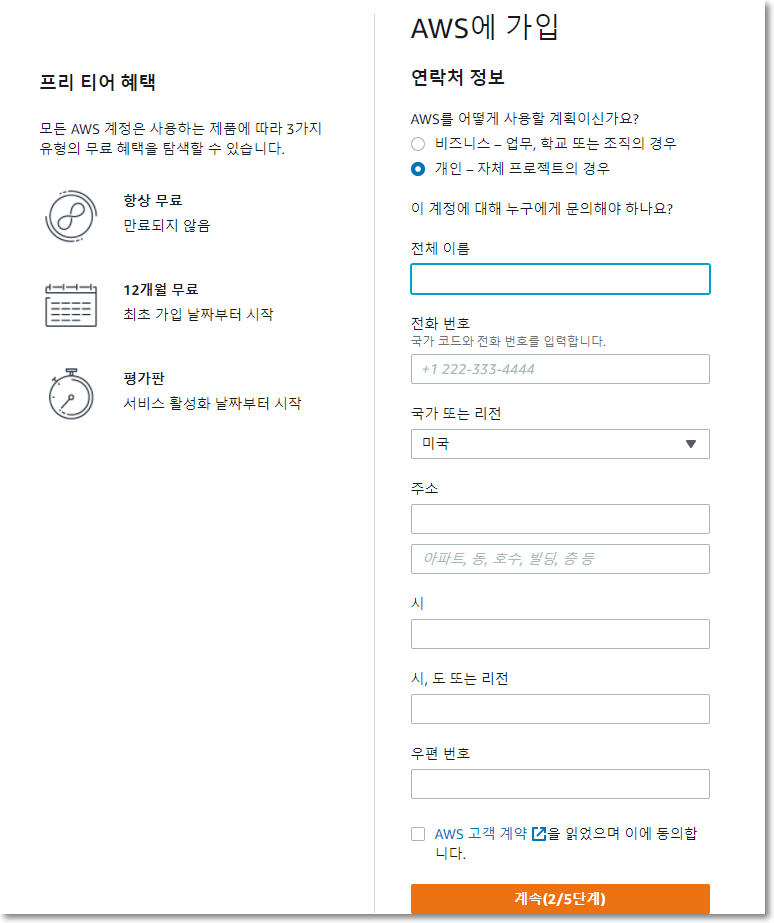 프리 티어 혜택
모든 AWS 계정은 사용하는 제품에 따라 3가지
유형의 무료 혜택을 탐색할 수 있습니다.
항상 무료
만료되지 않음
12개월 무료
최초 가입 날짜부터 시작
평가판
서비스 활성화 날짜부터 시작
AWS에 가입
연락처 정보
AWS를 어떻게 사용할 계획이신가요?
비즈니스 – 업무, 학교 또는 조직의 경우
개인 – 자체 프로젝트의 경우
이 계정에 대해 누구에게 문의해야 하나요?
전체 이름
전화 번호
국가 코드와 전화 번호를 입력합니다.
+1 222-333-4444
국가 또는 리전
미국
주소
아파트, 동, 호수, 빌딩, 층 등
시
시, 도 또는 리전
우편 번호
AWS 고객 계약을 읽었으며 이에 동의합
니다.
계속(2/5단계)